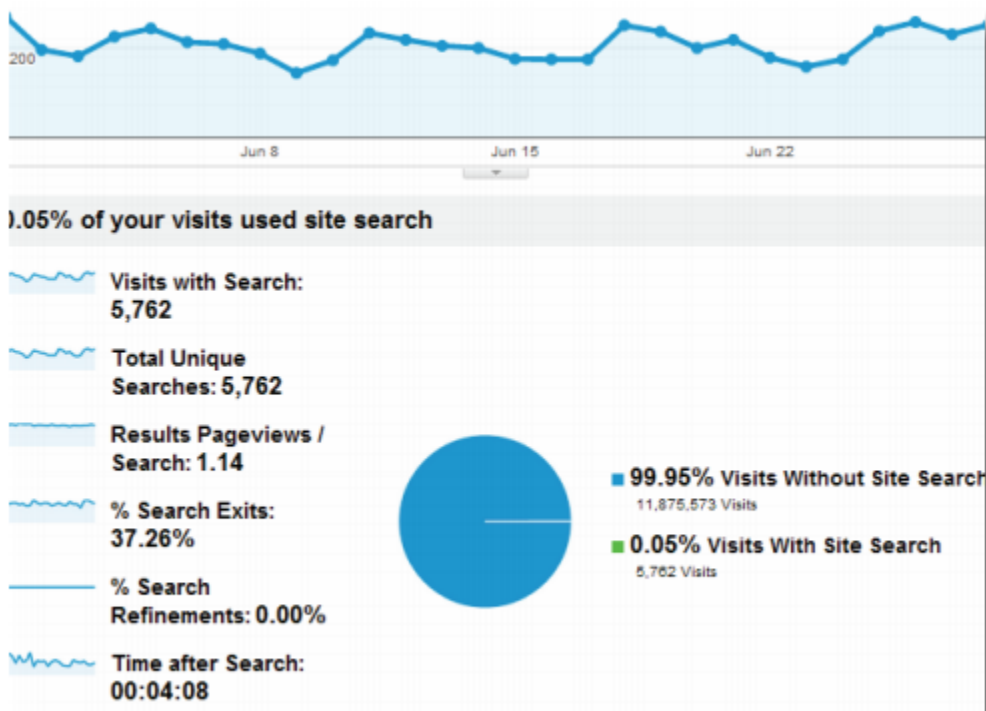 200
Jun 8
Jun 15
Jun 22
0.05% of your visits used site search
Visits with Search:
5,762
Total Unique
Searches: 5,762
Results Pageviews /
Search: 1.14
% Search Exits:
37.26%
% Search
Refinements: 0.00%
Time after Search:
00:04:08
99.95% Visits Without Site Search
11,875,573 Visits
0.05% Visits With Site Search
5,762 Visits